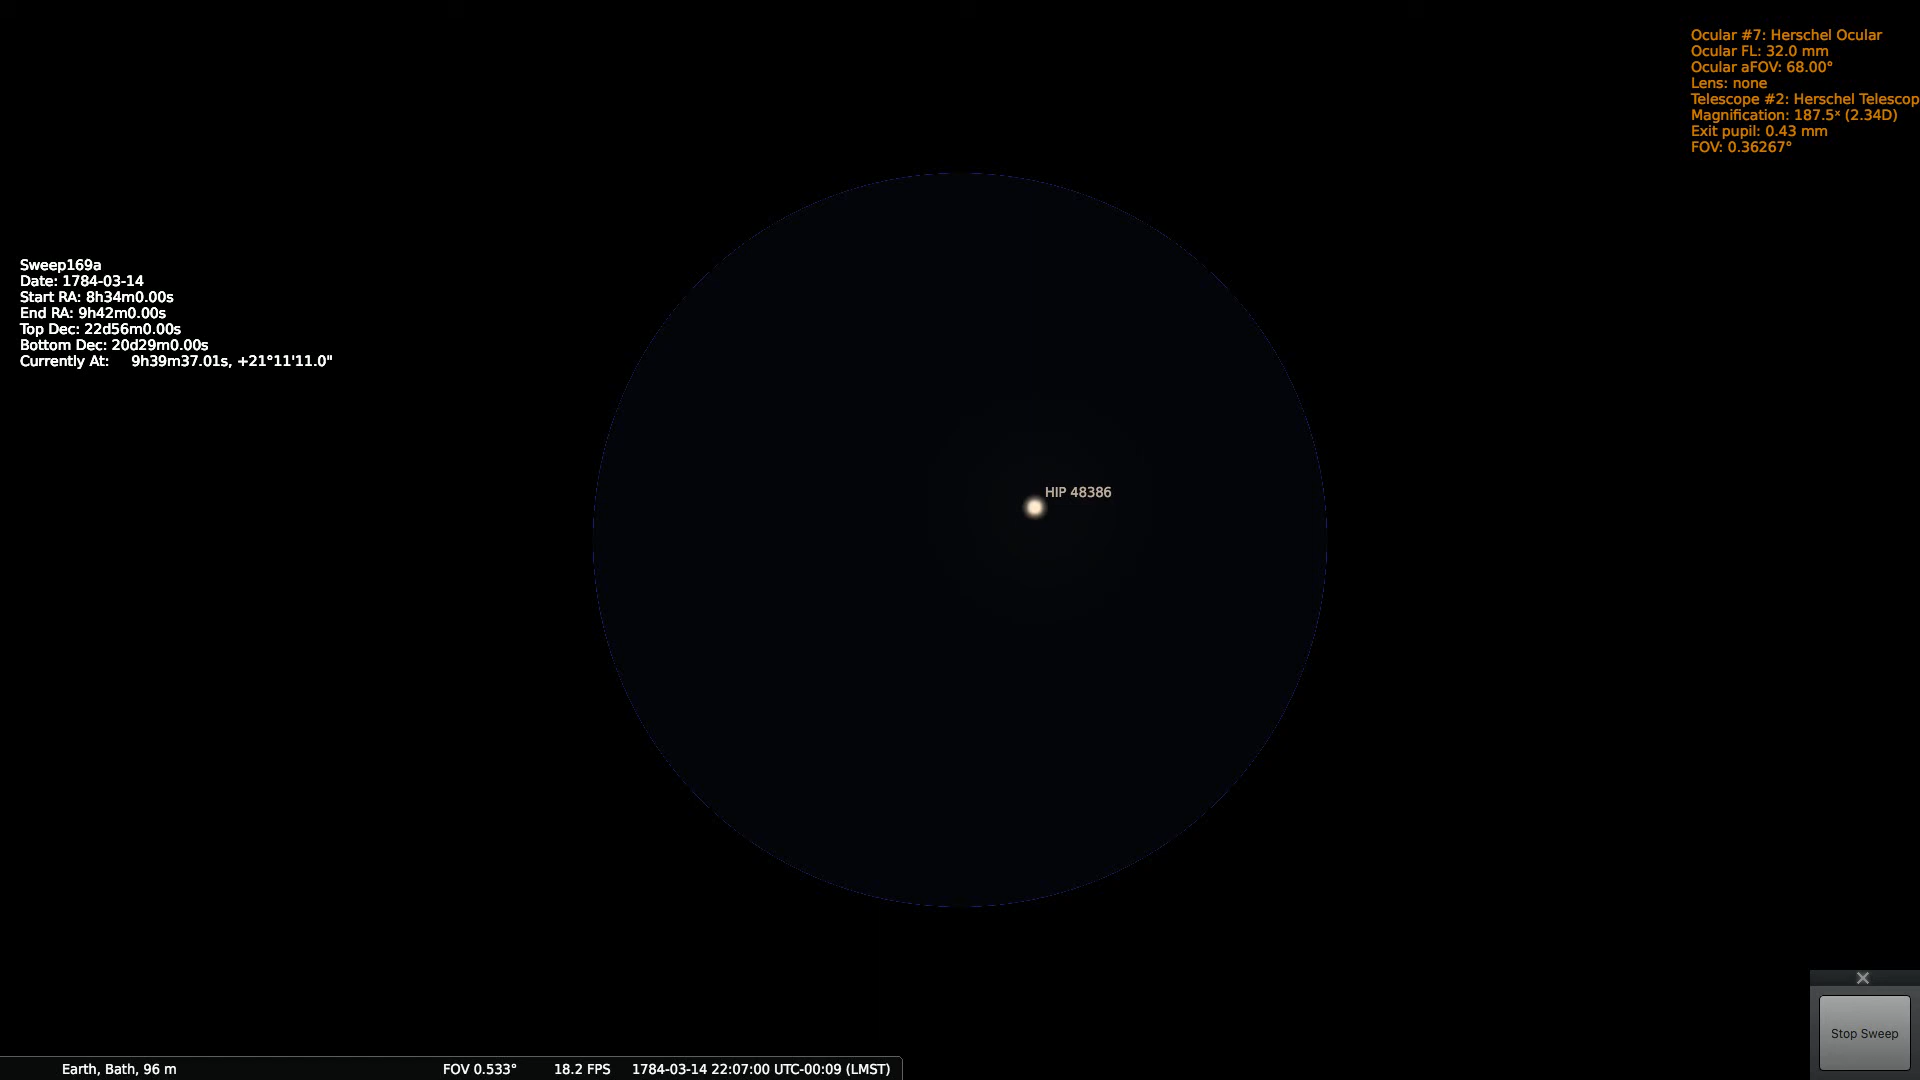 Ocular #7: Herschel Ocular
Ocular FL: 32.0 mm
Ocular aFOV: 68.00°
Lens: none
Telescope #2: Herschel Telescop
Magnification: 187.5ˣ (2.34D)
Exit pupil: 0.43 mm
FOV: 0.36267°
Sweep169a
Date: 1784-03-14
Start RA: 8h34m0.00s
End RA: 9h42m0.00s
Top Dec: 22d56m0.00s
Bottom Dec: 20d29m0.00s
Currently At: 9h39m37.01s, +21°11'11.0"
HIP 48386
Stop Sweep
Earth, Bath, 96 m FOV 0.533° 18.2 FPS 1784-03-14 22:07:00 UTC-00:09 (LMST)